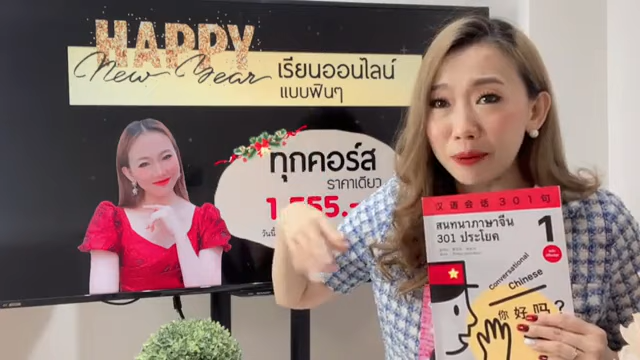 HAPPY
New Year
เรียนออนไลน์
แบบฟินๆ
ทุกคอร์ส
ราคาเดียว
1,555.-
汉语会话301句
สนทนาภาษาจีน
301 ประโยค
1
Conversational
Chinese
你好吗?